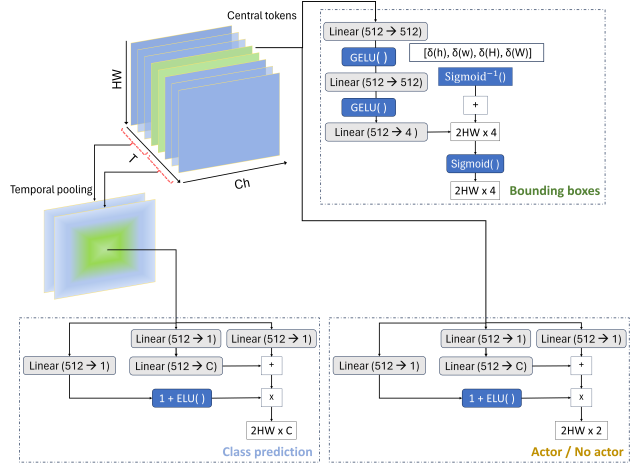 Central tokens
HW
T
Ch
Temporal pooling
Linear (512 → 512)
GELU( )
[δ(h), δ(w), δ(H), δ(W)]
Linear (512 → 512)
Sigmoid⁻¹()
GELU( )
+
Linear (512 → 4 )
2HW x 4
Sigmoid( )
2HW x 4
Bounding boxes
Linear (512 → 1)
Linear (512 → 1)
Linear (512 → 1)
Linear (512 → C)
+
1 + ELU( )
x
2HW x C
Class prediction
Linear (512 → 1)
Linear (512 → 1)
Linear (512 → 1)
Linear (512 → C)
+
1 + ELU( )
x
2HW x 2
Actor / No actor